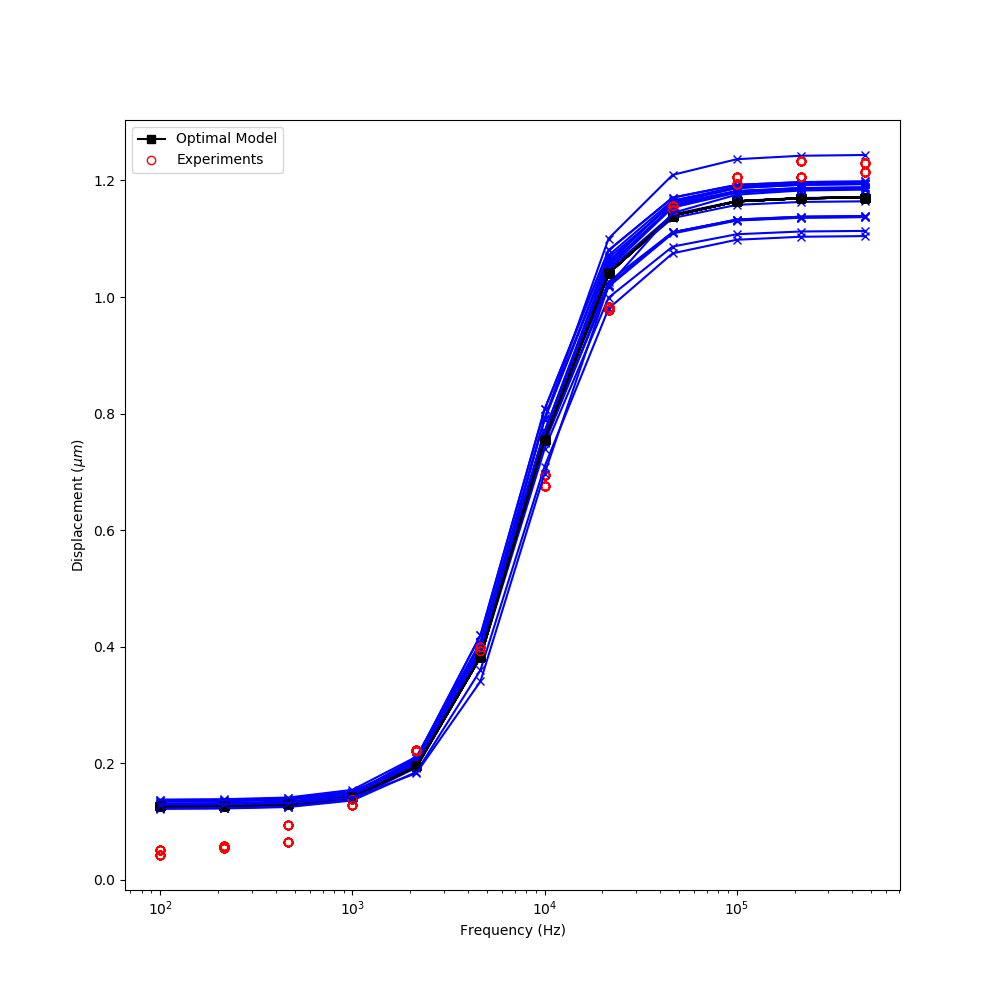 Optimal Model
Experiments
1.2
1.0
0.8
0.6
0.4
0.2
0.0
Displacement (μm)
10² 10³ 10⁴ 10⁵
Frequency (Hz)